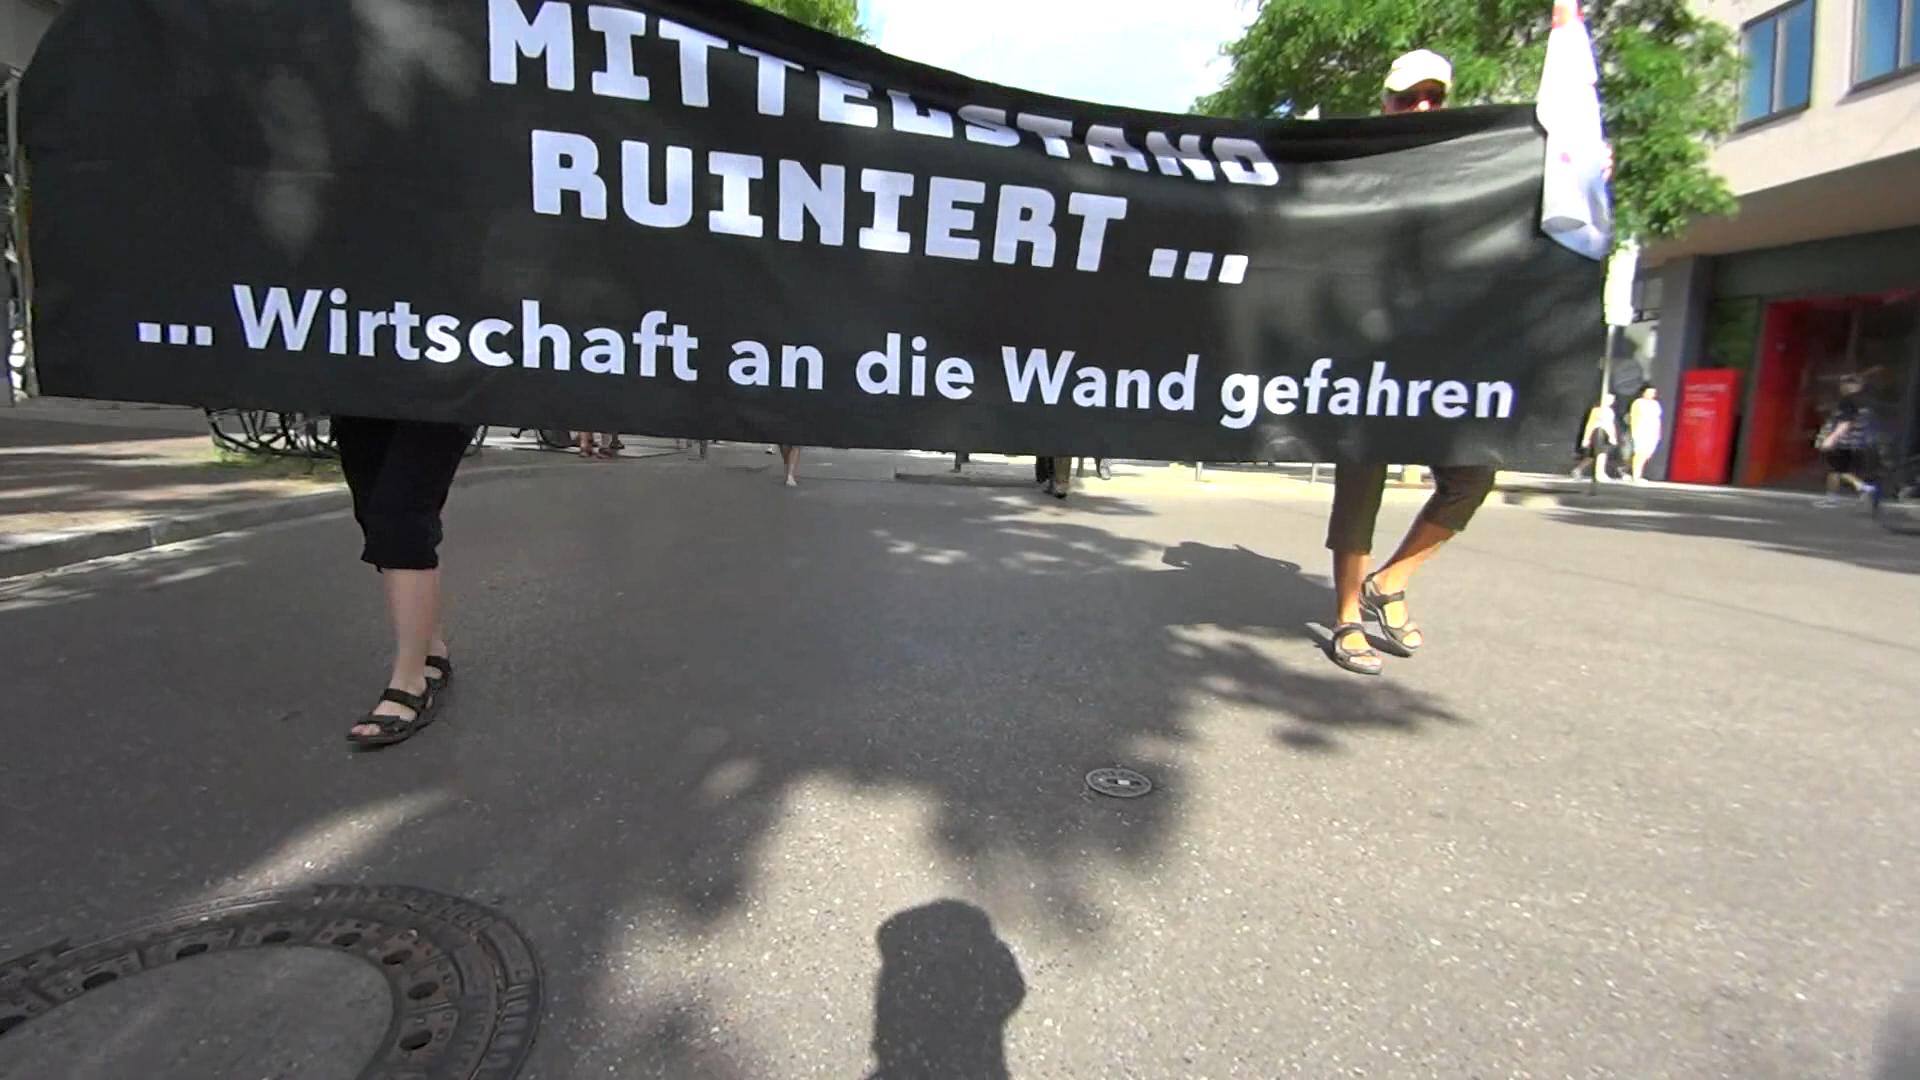 MITTELSTAND
RUINIERT ...
... Wirtschaft an die Wand gefahren